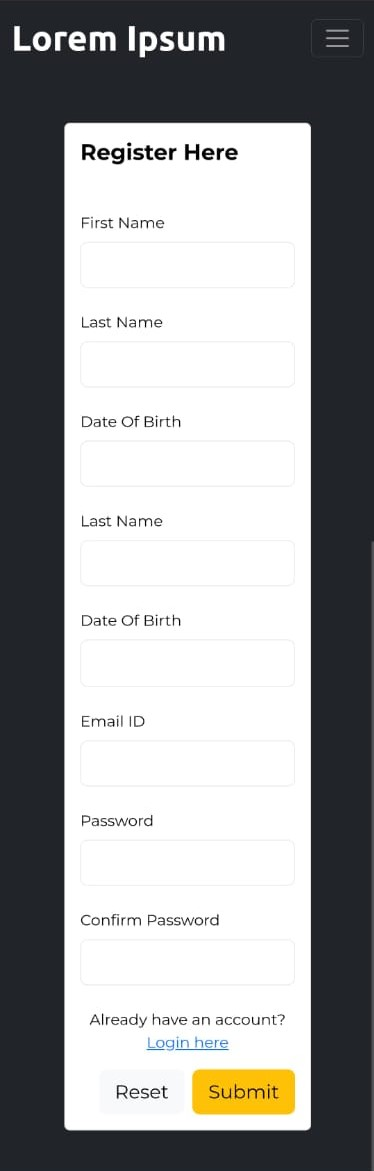 Lorem Ipsum
Register Here
First Name
Last Name
Date Of Birth
Last Name
Date Of Birth
Email ID
Password
Confirm Password
Already have an account?
Login here
Reset Submit